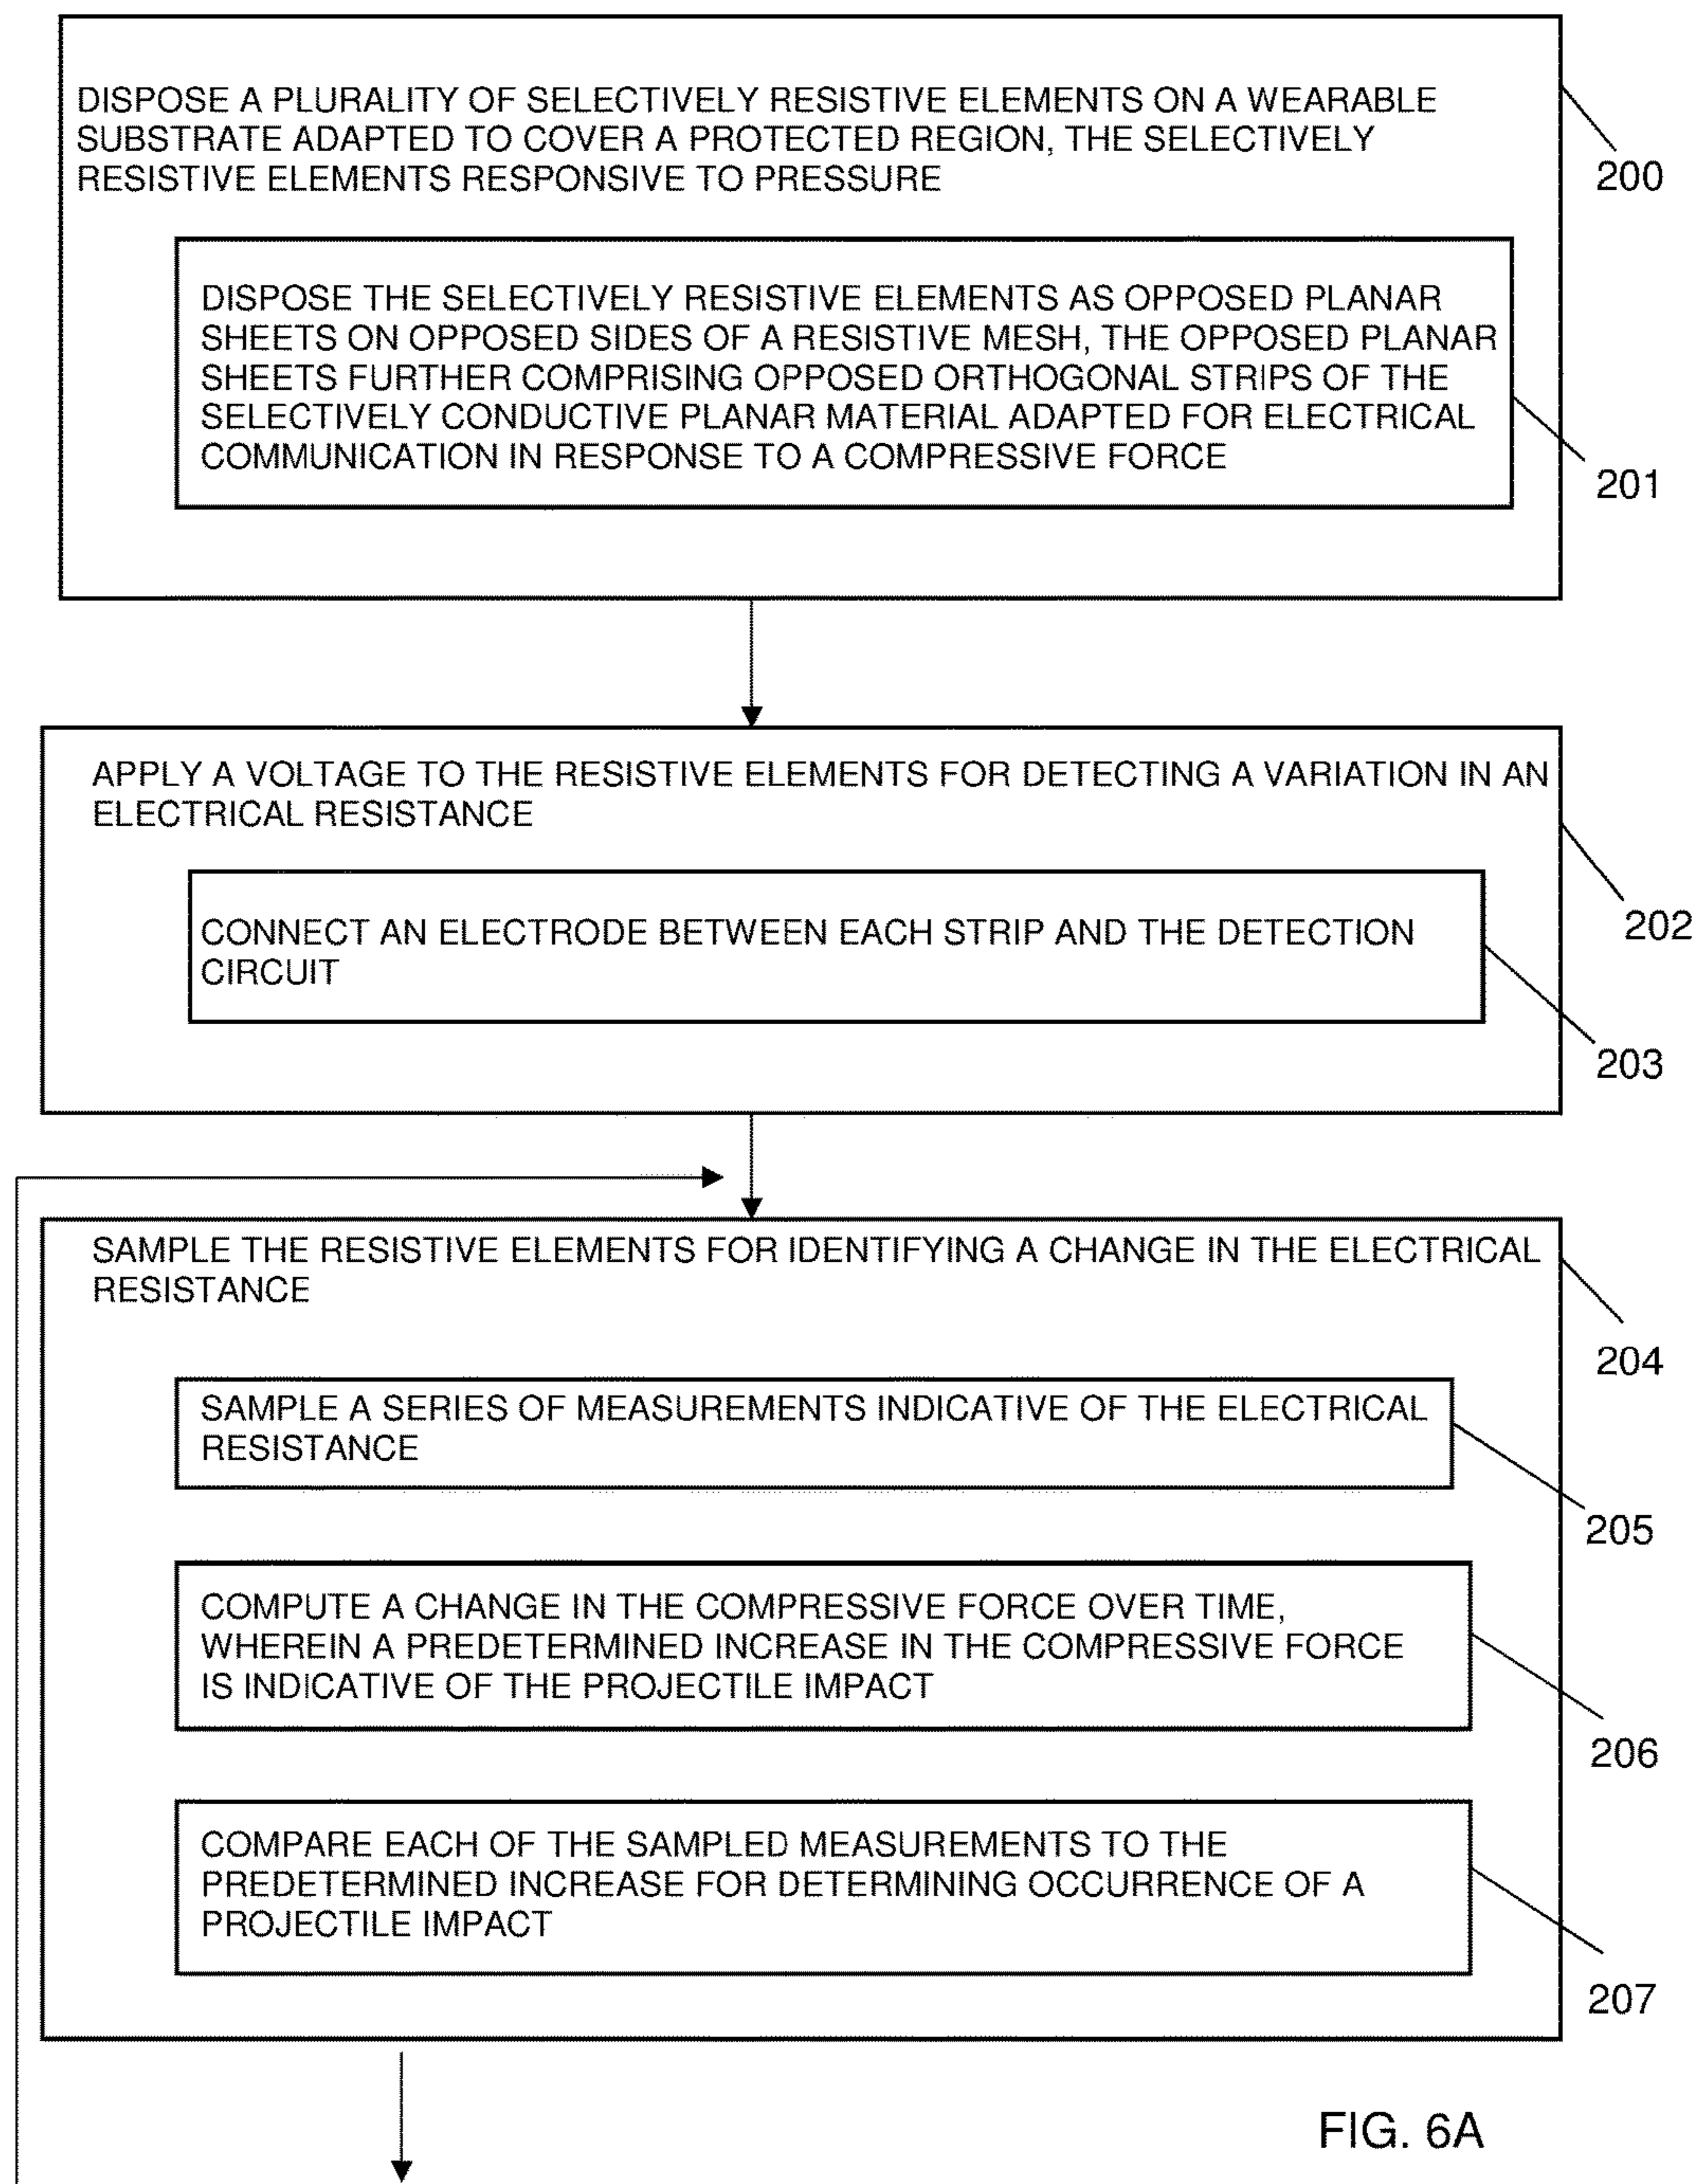 DISPOSE A PLURALITY OF SELECTIVELY RESISTIVE ELEMENTS ON A WEARABLE
SUBSTRATE ADAPTED TO COVER A PROTECTED REGION, THE SELECTIVELY
RESISTIVE ELEMENTS RESPONSIVE TO PRESSURE
200
DISPOSE THE SELECTIVELY RESISTIVE ELEMENTS AS OPPOSED PLANAR
SHEETS ON OPPOSED SIDES OF A RESISTIVE MESH, THE OPPOSED PLANAR
SHEETS FURTHER COMPRISING OPPOSED ORTHOGONAL STRIPS OF THE
SELECTIVELY CONDUCTIVE PLANAR MATERIAL ADAPTED FOR ELECTRICAL
COMMUNICATION IN RESPONSE TO A COMPRESSIVE FORCE
201
APPLY A VOLTAGE TO THE RESISTIVE ELEMENTS FOR DETECTING A VARIATION IN AN
ELECTRICAL RESISTANCE
202
CONNECT AN ELECTRODE BETWEEN EACH STRIP AND THE DETECTION
CIRCUIT
203
SAMPLE THE RESISTIVE ELEMENTS FOR IDENTIFYING A CHANGE IN THE ELECTRICAL
RESISTANCE
204
SAMPLE A SERIES OF MEASUREMENTS INDICATIVE OF THE ELECTRICAL
RESISTANCE
205
COMPUTE A CHANGE IN THE COMPRESSIVE FORCE OVER TIME,
WHEREIN A PREDETERMINED INCREASE IN THE COMPRESSIVE FORCE
IS INDICATIVE OF THE PROJECTILE IMPACT
206
COMPARE EACH OF THE SAMPLED MEASUREMENTS TO THE
PREDETERMINED INCREASE FOR DETERMINING OCCURRENCE OF A
PROJECTILE IMPACT
207
FIG. 6A